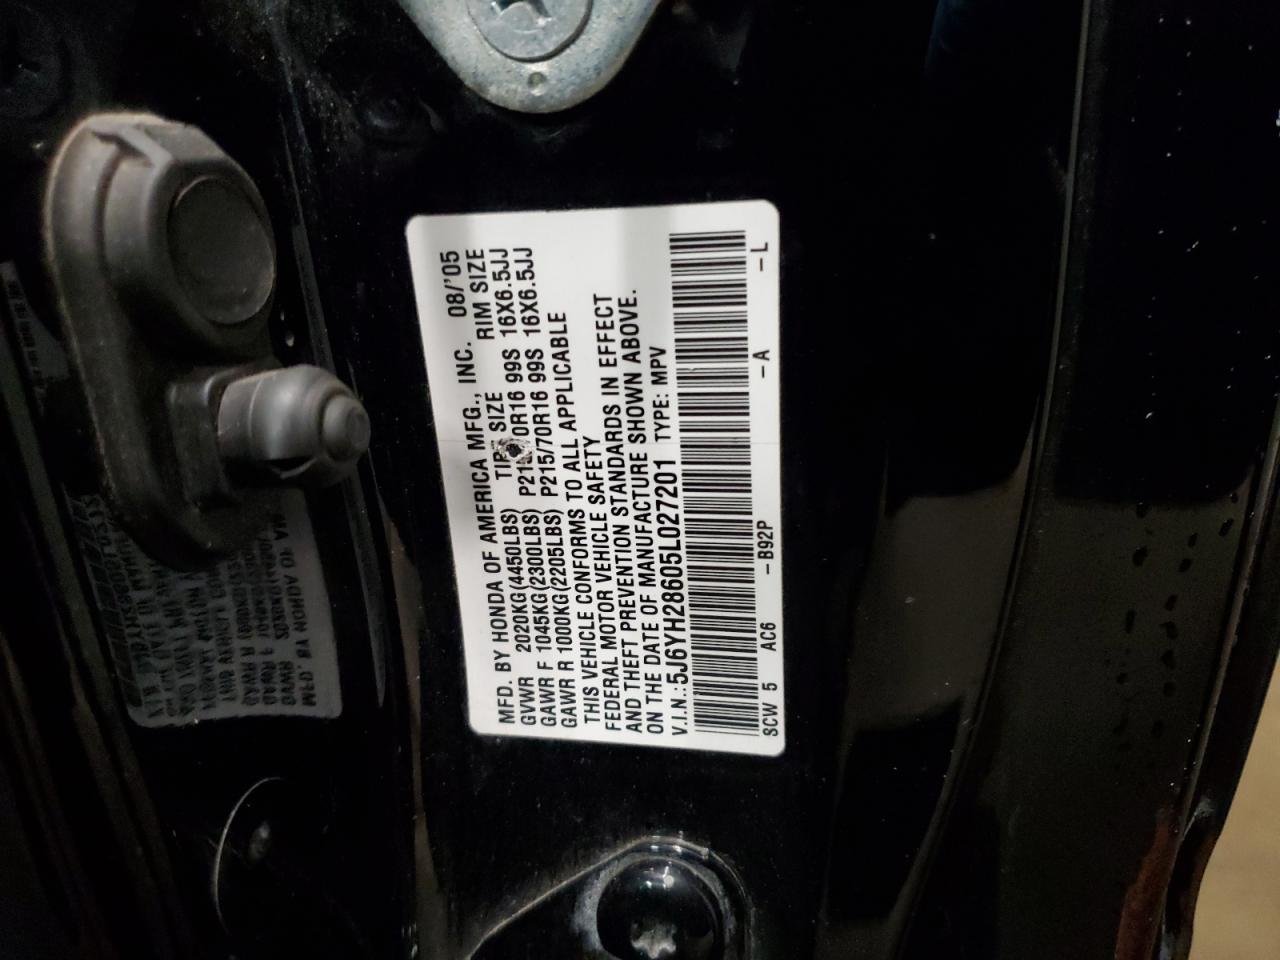 MFD. BY HONDA OF AMERICA MFG., INC. 08/'05
SIZE RIM SIZE
GVWR 2020KG(4450LBS) 0R16 99S 16X6.5JJ
GAWR F 1045KG(2300LBS) P215/70R16 99S 16X6.5JJ
GAWR R 1000KG(2205LBS)
THIS VEHICLE CONFORMS TO ALL APPLICABLE
FEDERAL MOTOR VEHICLE SAFETY
AND THEFT PREVENTION STANDARDS IN EFFECT
ON THE DATE OF MANUFACTURE SHOWN ABOVE.
V.I.N.:5J6YH28605L027201 TYPE: MPV
SCW 5 AC6 -B92P -A -L